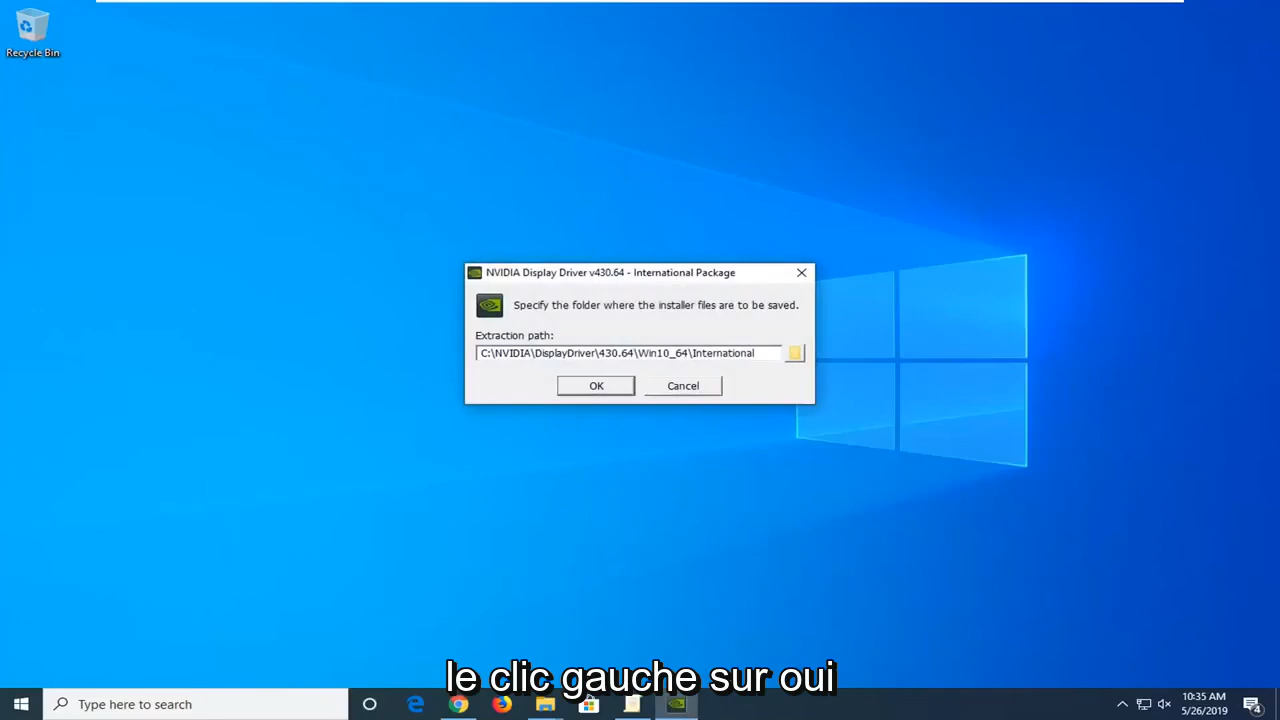 Recycle Bin
NVIDIA Display Driver v430.64 - International Package
Specify the folder where the installer files are to be saved.
Extraction path:
C:\NVIDIA\DisplayDriver\430.64\Win10_64\International
OK Cancel
le clic gauche sur oui
Type here to search
10:35 AM
5/26/2019
4